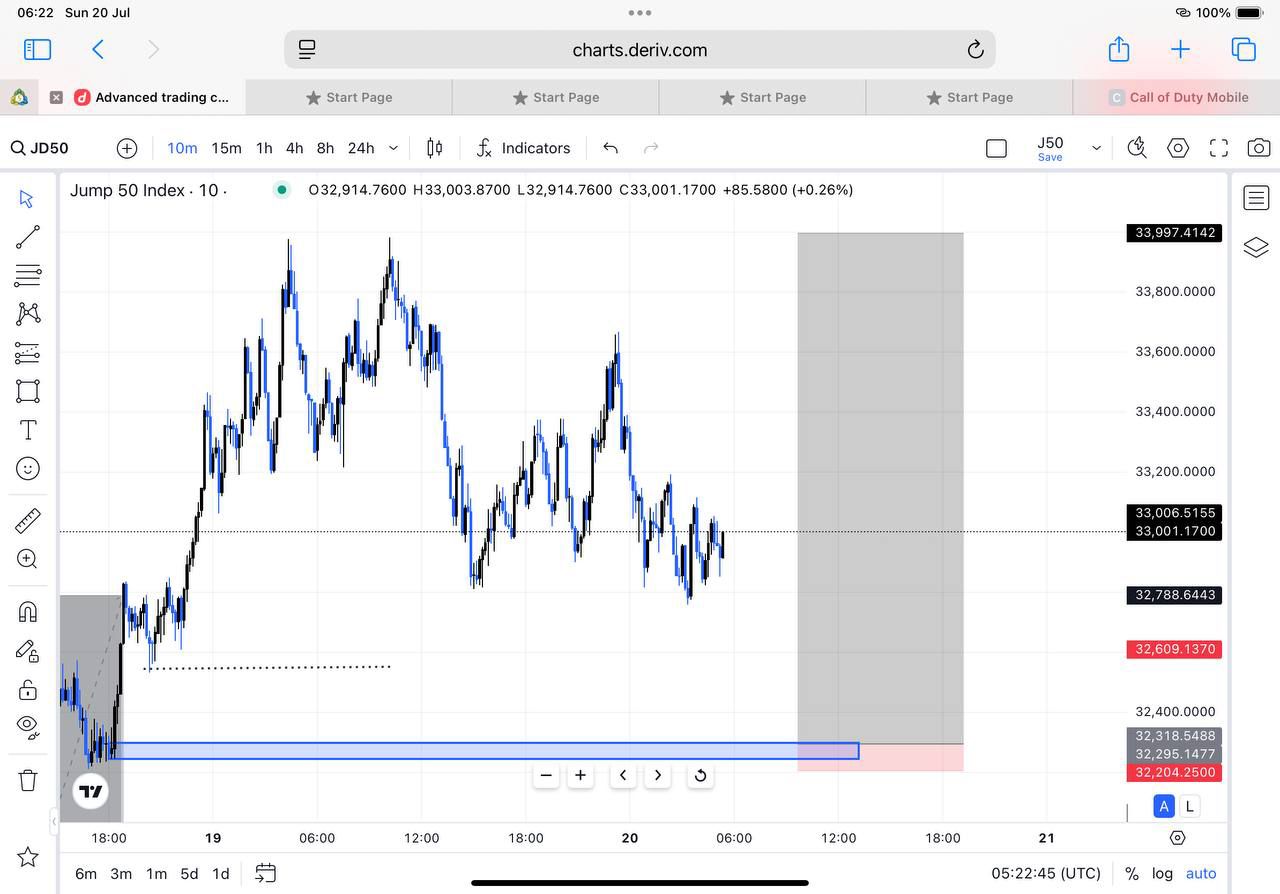 06:22 Sun 20 Jul
100%
charts.deriv.com
Advanced trading c...
Start Page
Start Page
Start Page
Start Page
C Call of Duty Mobile
JD50
10m 15m 1h 4h 8h 24h
Indicators
J50
Save
Jump 50 Index · 10 ·
O32,914.7600 H33,003.8700 L32,914.7600 C33,001.1700 +85.5800 (+0.26%)
33,997.4142
33,800.0000
33,600.0000
33,400.0000
33,200.0000
33,006.5155
33,001.1700
32,788.6443
32,609.1370
32,400.0000
32,318.5488
32,295.1477
32,204.2500
A L
18:00 19 06:00 12:00 18:00 20 06:00 12:00 18:00 21
6m 3m 1m 5d 1d
05:22:45 (UTC) % log auto